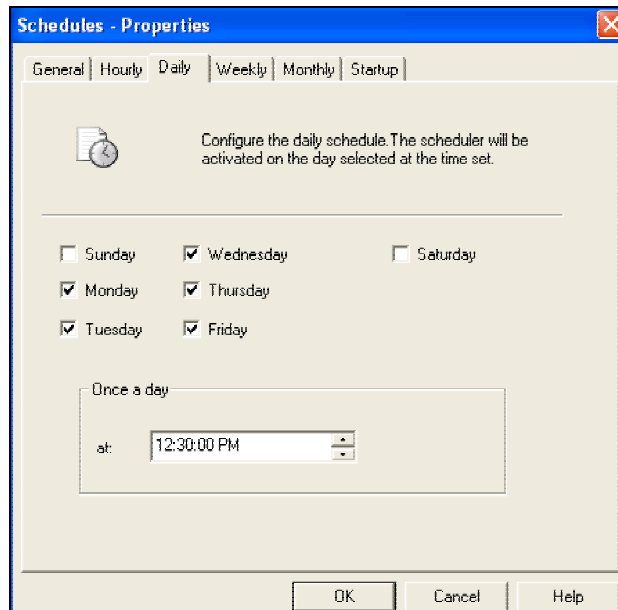 Schedules - Properties
General Hourly Daily Weekly Monthly Startup
Configure the daily schedule.The scheduler will be
activated on the day selected at the time set.
Sunday Wednesday Saturday
Monday Thursday
Tuesday Friday
Once a day
at: 12:30:00 PM
OK Cancel Help